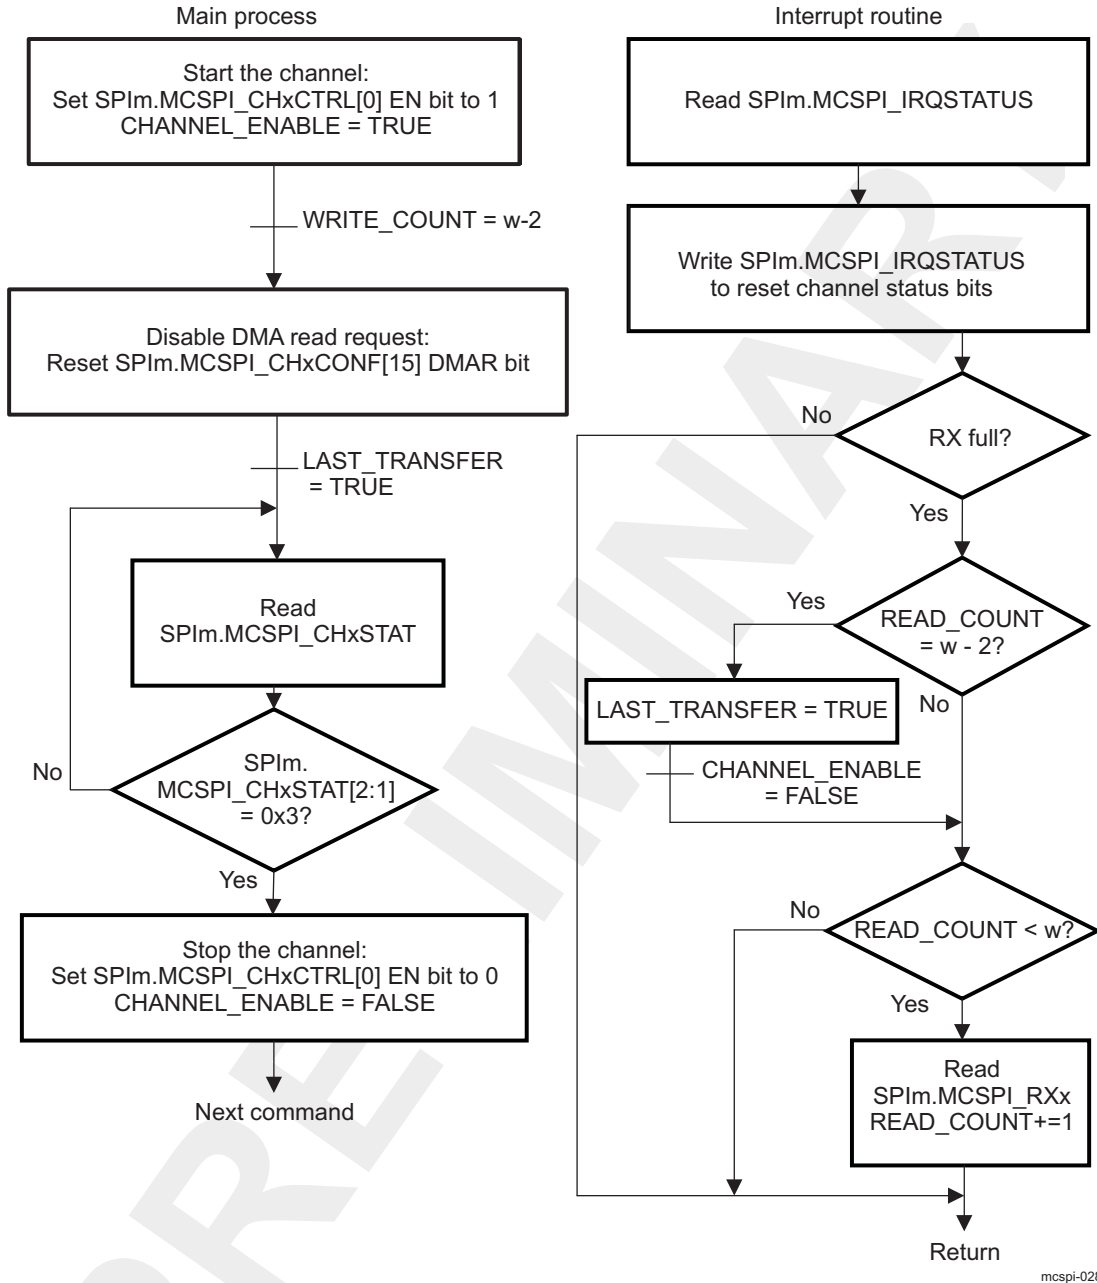 Main process
Start the channel:
Set SPIm.MCSPI_CHxCTRL[0] EN bit to 1
CHANNEL_ENABLE = TRUE
WRITE_COUNT = w-2
Disable DMA read request:
Reset SPIm.MCSPI_CHxCONF[15] DMAR bit
LAST_TRANSFER
= TRUE
Read
SPIm.MCSPI_CHxSTAT
SPIm.
MCSPI_CHxSTAT[2:1]
= 0x3?
No
Yes
Stop the channel:
Set SPIm.MCSPI_CHxCTRL[0] EN bit to 0
CHANNEL_ENABLE = FALSE
Next command
Interrupt routine
Read SPIm.MCSPI_IRQSTATUS
Write SPIm.MCSPI_IRQSTATUS
to reset channel status bits
No
RX full?
Yes
Yes
READ_COUNT
= w - 2?
No
LAST_TRANSFER = TRUE
CHANNEL_ENABLE
= FALSE
No
READ_COUNT < w?
Yes
Read
SPIm.MCSPI_RXx
READ_COUNT+=1
Return
mcspi-028